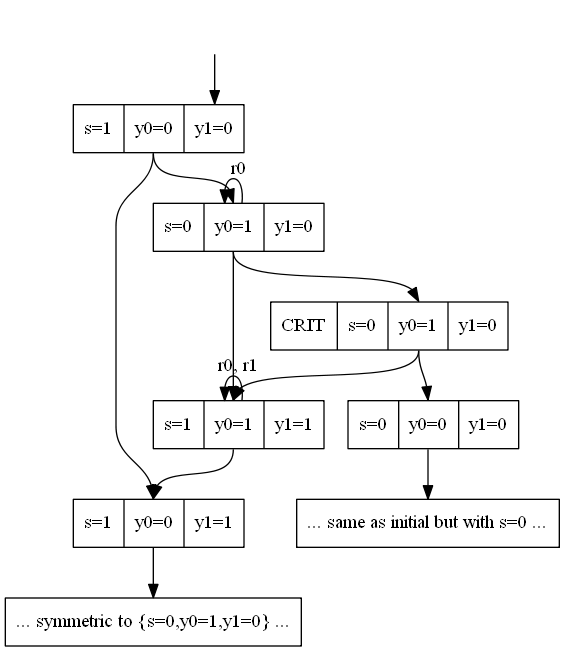 s=1 y0=0 y1=0
r0
s=0 y0=1 y1=0
CRIT s=0 y0=1 y1=0
r0, r1
s=1 y0=1 y1=1
s=0 y0=0 y1=0
s=1 y0=0 y1=1
... same as initial but with s=0 ...
... symmetric to {s=0,y0=1,y1=0} ...